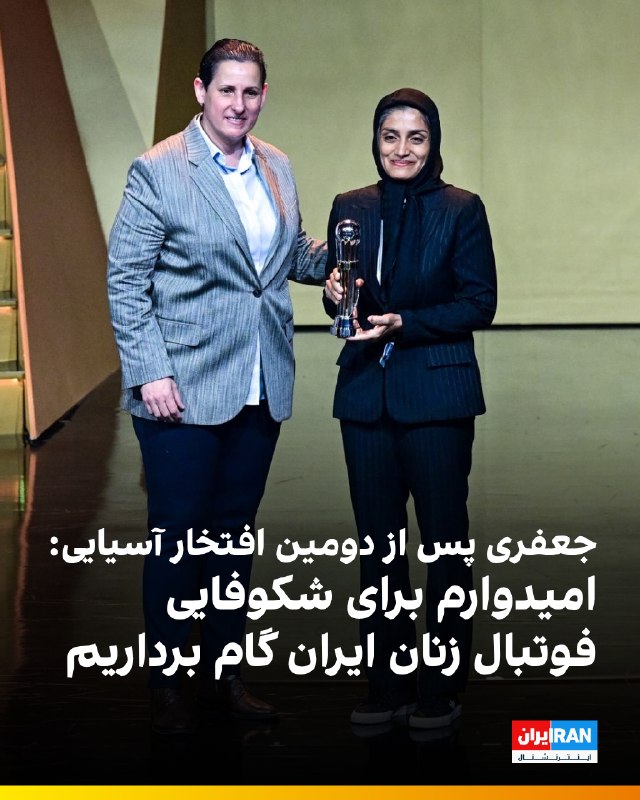 جعفری پس از دومین افتخار آسیایی:
امیدوارم برای شکوفایی
فوتبال زنان ایران گام برداریم
ایران IRAN
اینترنشنال